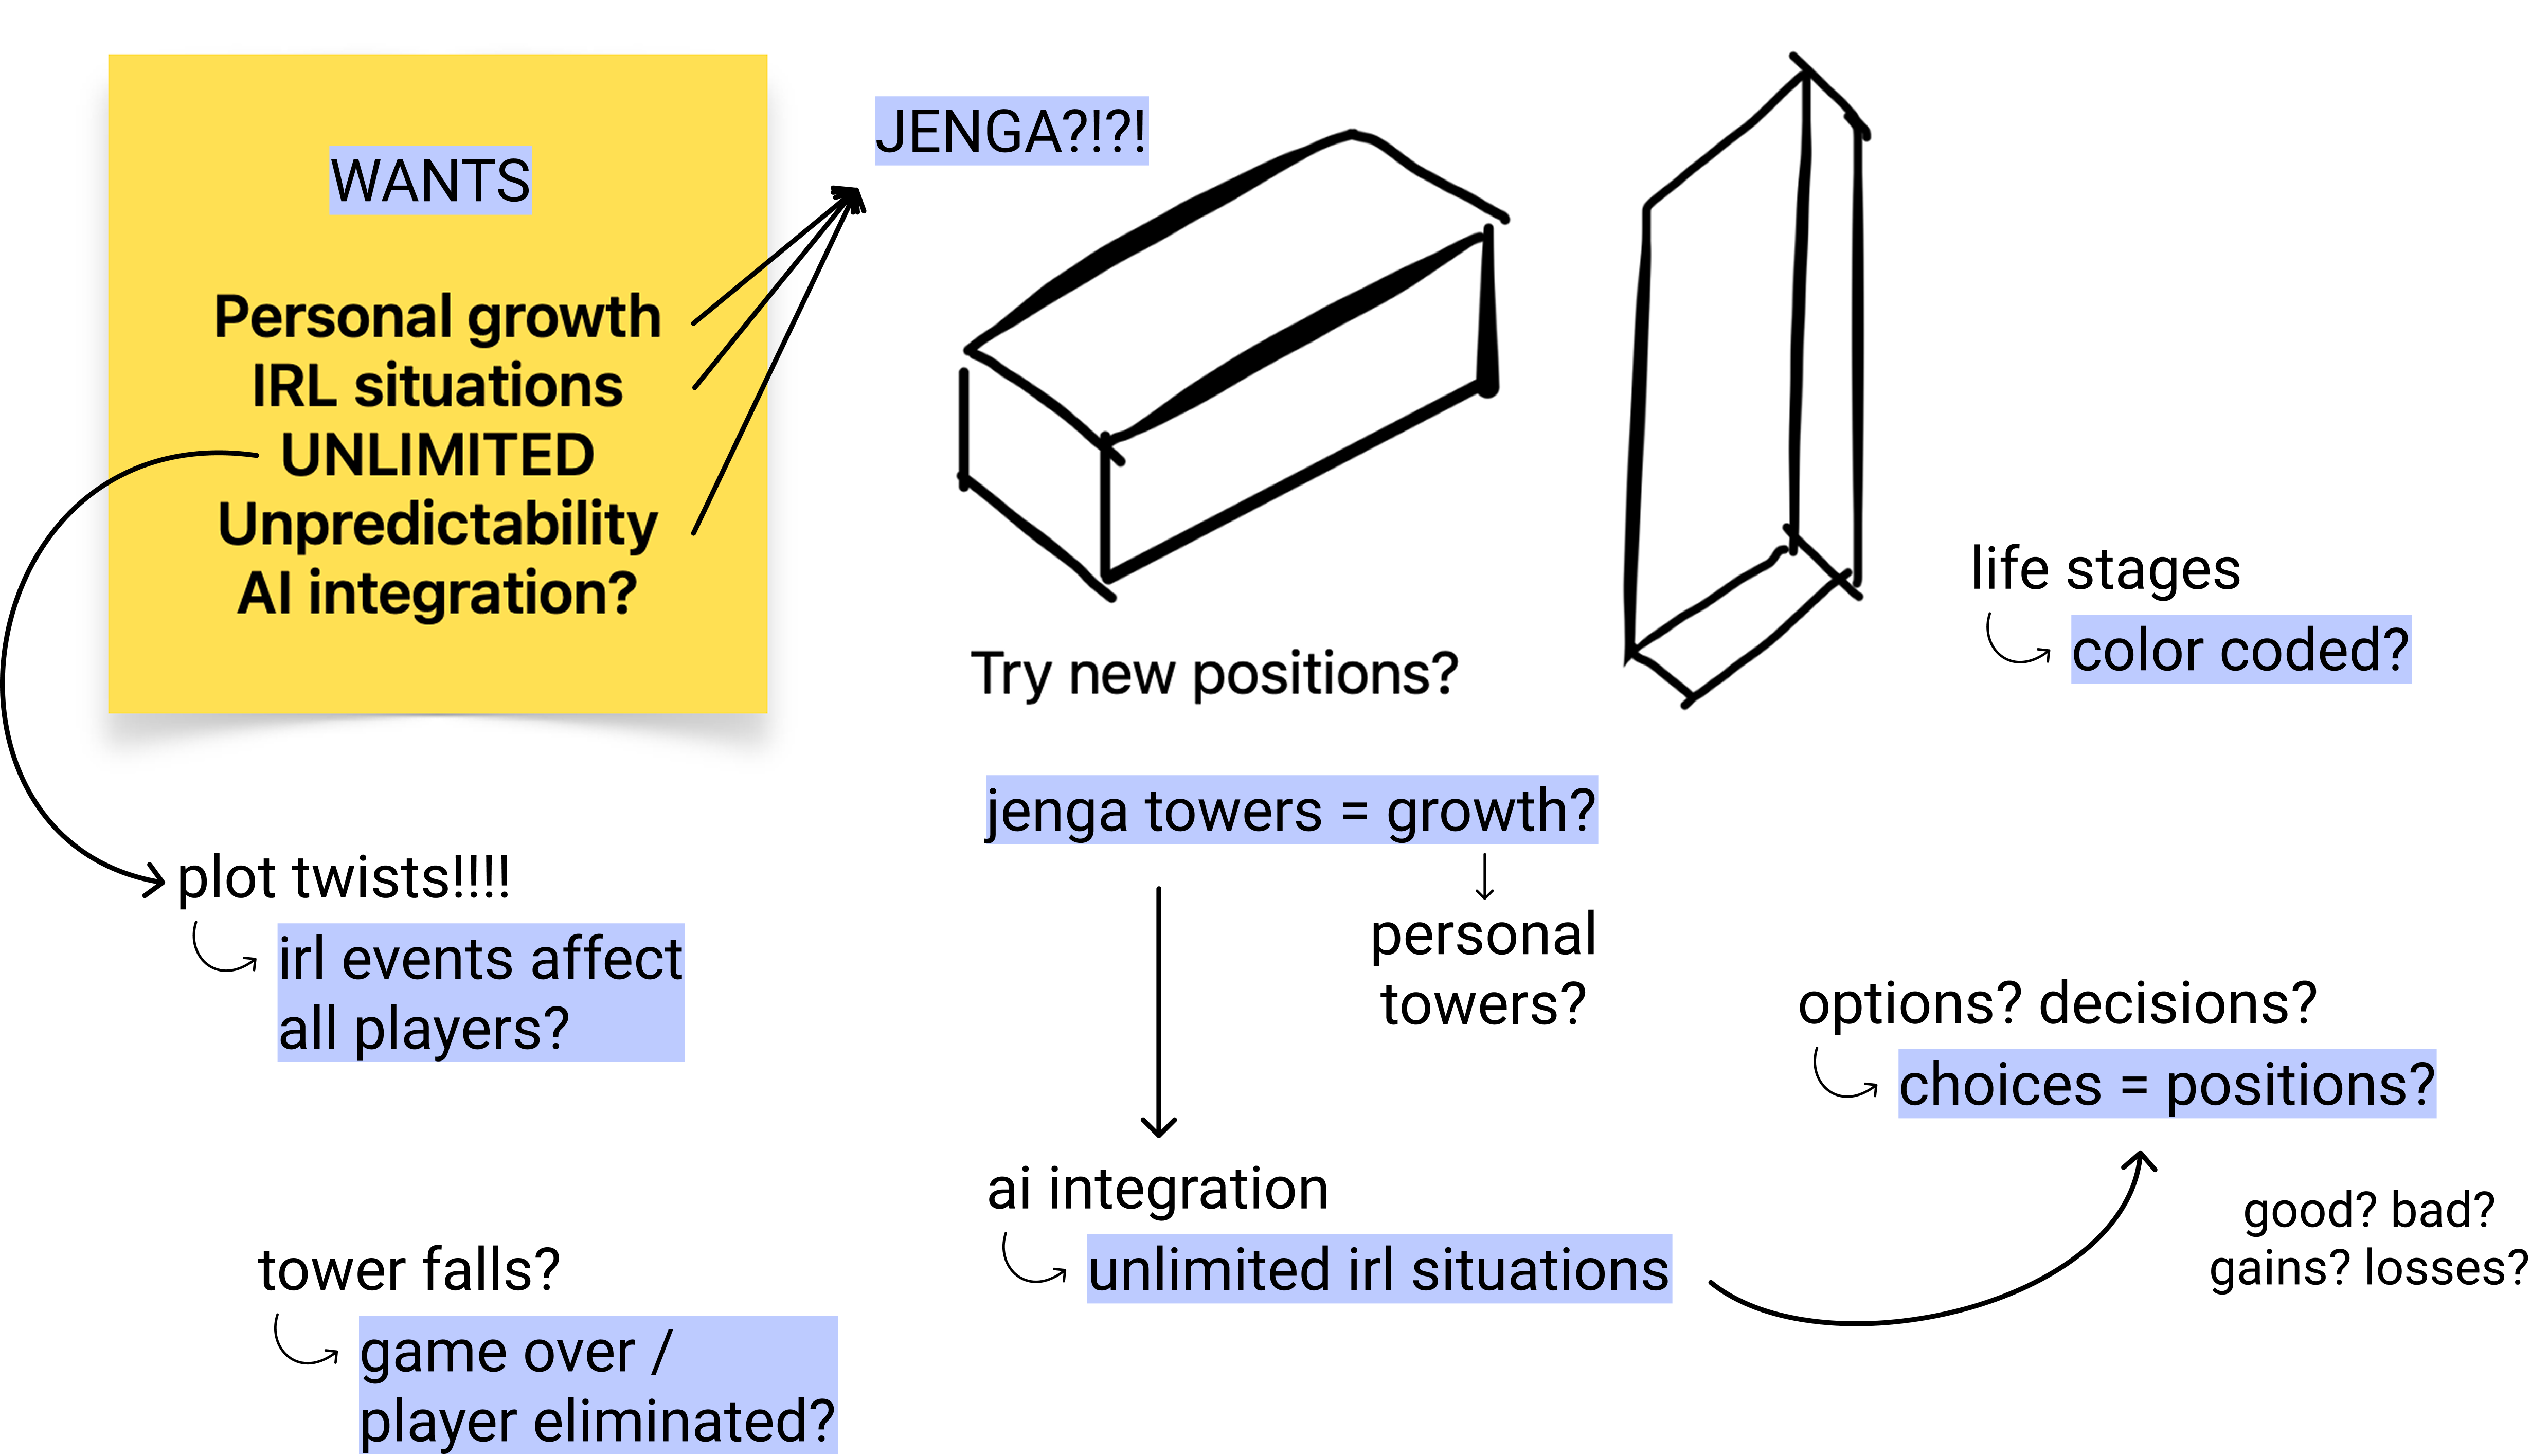 WANTS
Personal growth
IRL situations
UNLIMITED
Unpredictability
AI integration?
JENGA?!?!
Try new positions?
life stages
color coded?
jenga towers = growth?
personal
towers?
plot twists!!!!
irl events affect
all players?
options? decisions?
choices = positions?
good? bad?
gains? losses?
ai integration
unlimited irl situations
tower falls?
game over /
player eliminated?